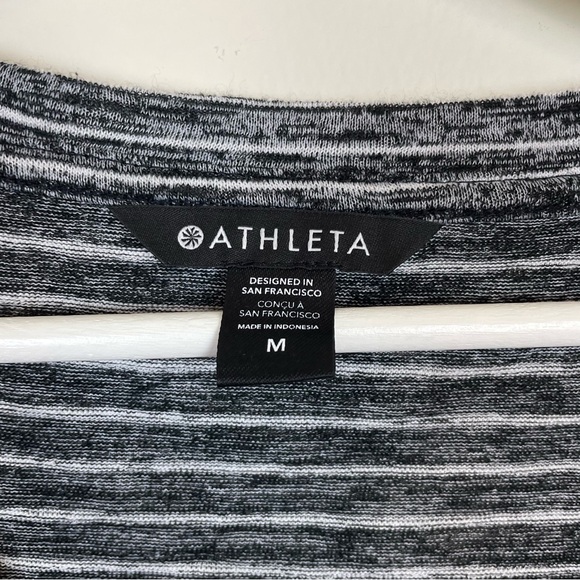 ATHLETA
DESIGNED IN
SAN FRANCISCO
CONÇU À
SAN FRANCISCO
MADE IN INDONESIA
M